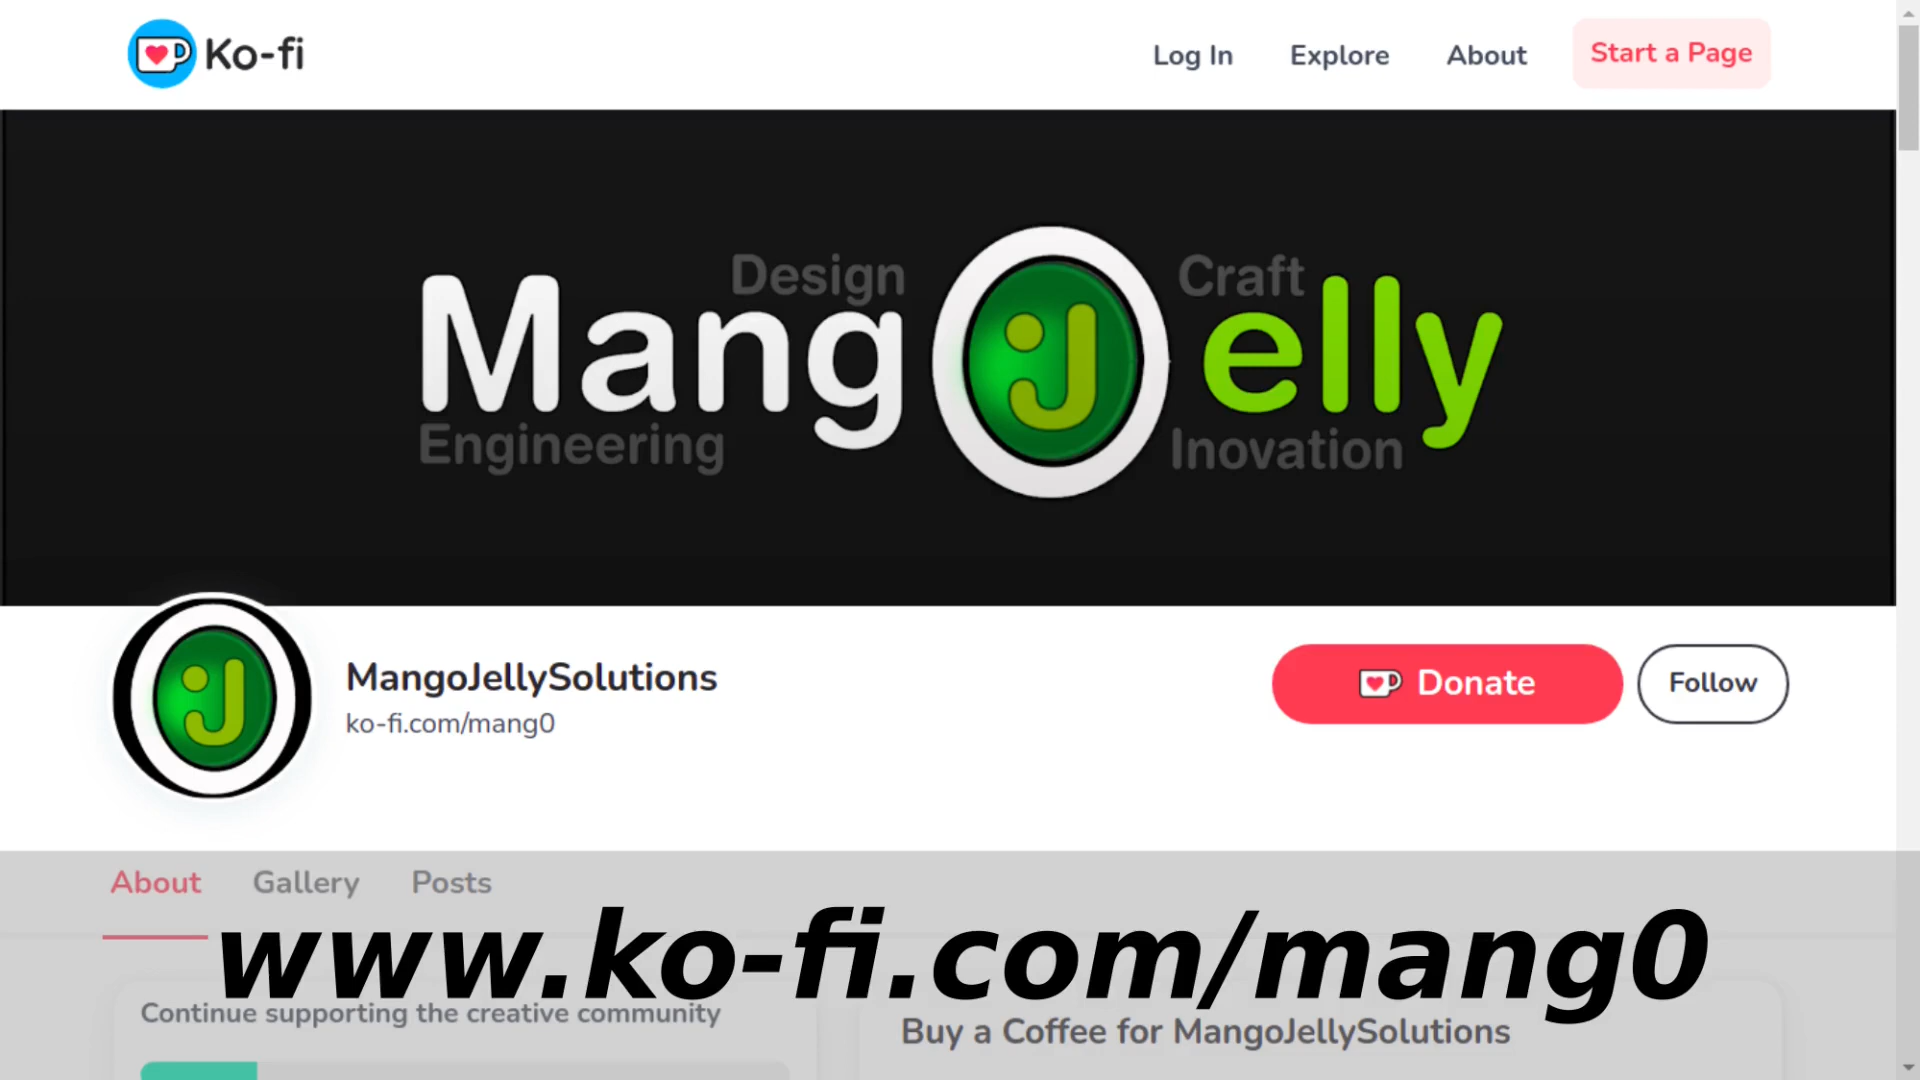 Ko-fi
Log In Explore About Start a Page
Design Craft
Mang J elly
Engineering Inovation
MangoJellySolutions
ko-fi.com/mang0
Donate Follow
About Gallery Posts
www.ko-fi.com/mang0
Continue supporting the creative community
Buy a Coffee for MangoJellySolutions